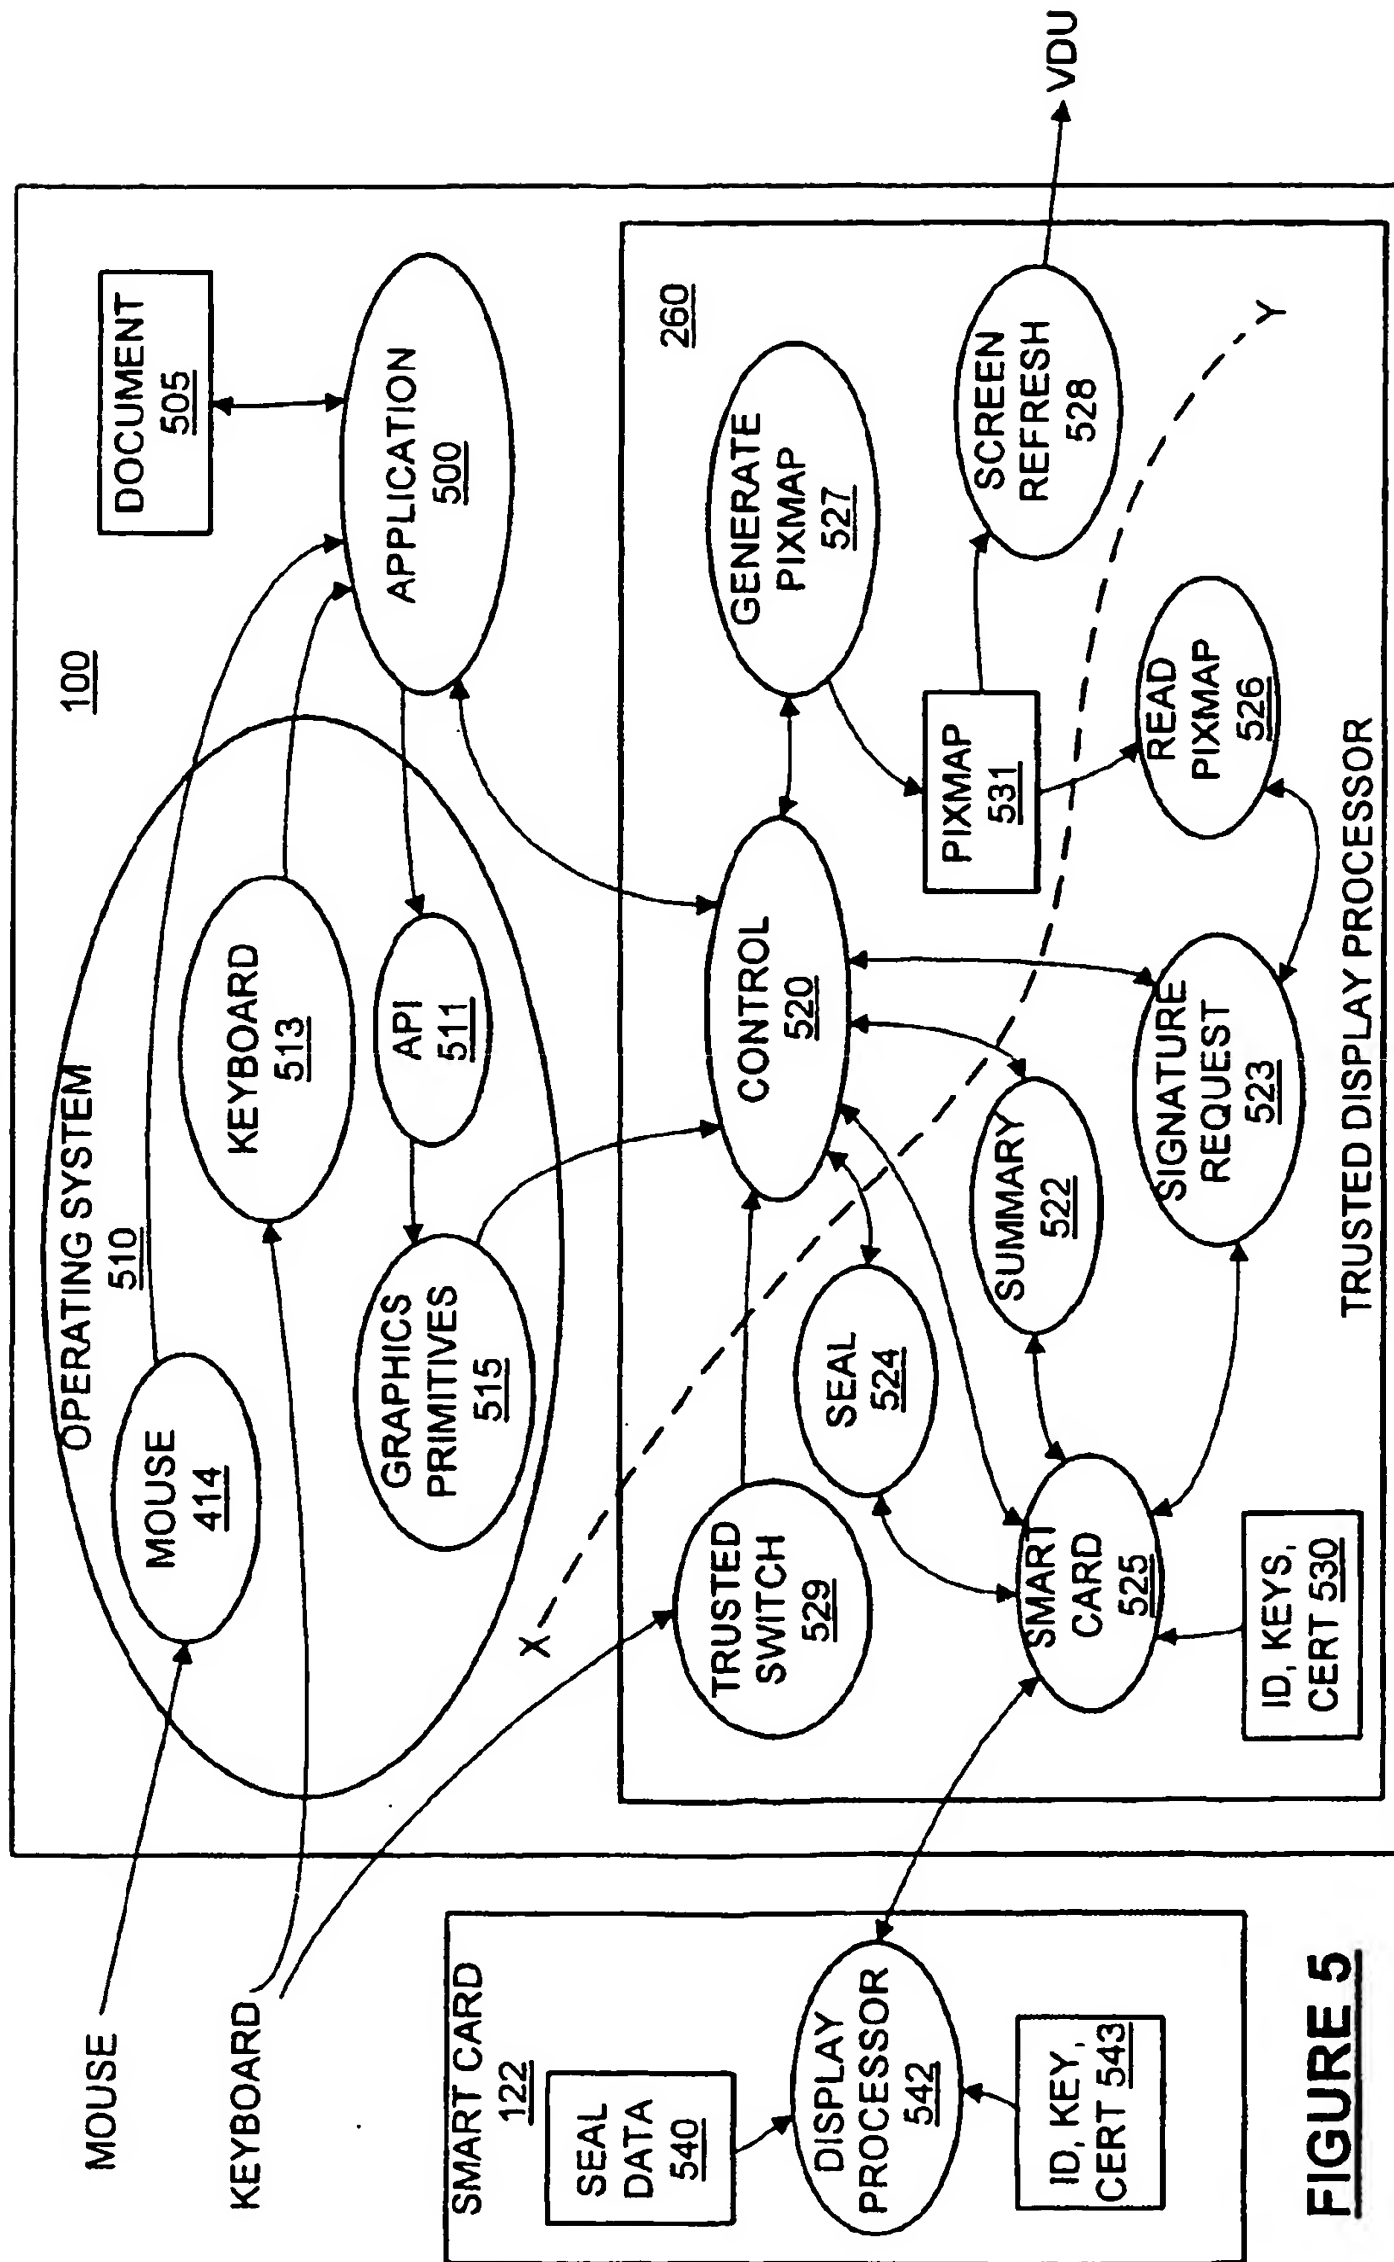 MOUSE
KEYBOARD
100
OPERATING SYSTEM
510
MOUSE
414
KEYBOARD
513
API
511
GRAPHICS
PRIMITIVES
515
DOCUMENT
505
APPLICATION
500
X
Y
260
TRUSTED
SWITCH
529
CONTROL
520
GENERATE
PIXMAP
527
SEAL
524
PIXMAP
531
SCREEN
REFRESH
528
VDU
SUMMARY
522
SMART
CARD
525
SIGNATURE
REQUEST
523
READ
PIXMAP
526
ID, KEYS,
CERT 530
TRUSTED DISPLAY PROCESSOR
SMART CARD
122
SEAL
DATA
540
DISPLAY
PROCESSOR
542
ID, KEY,
CERT 543
FIGURE 5